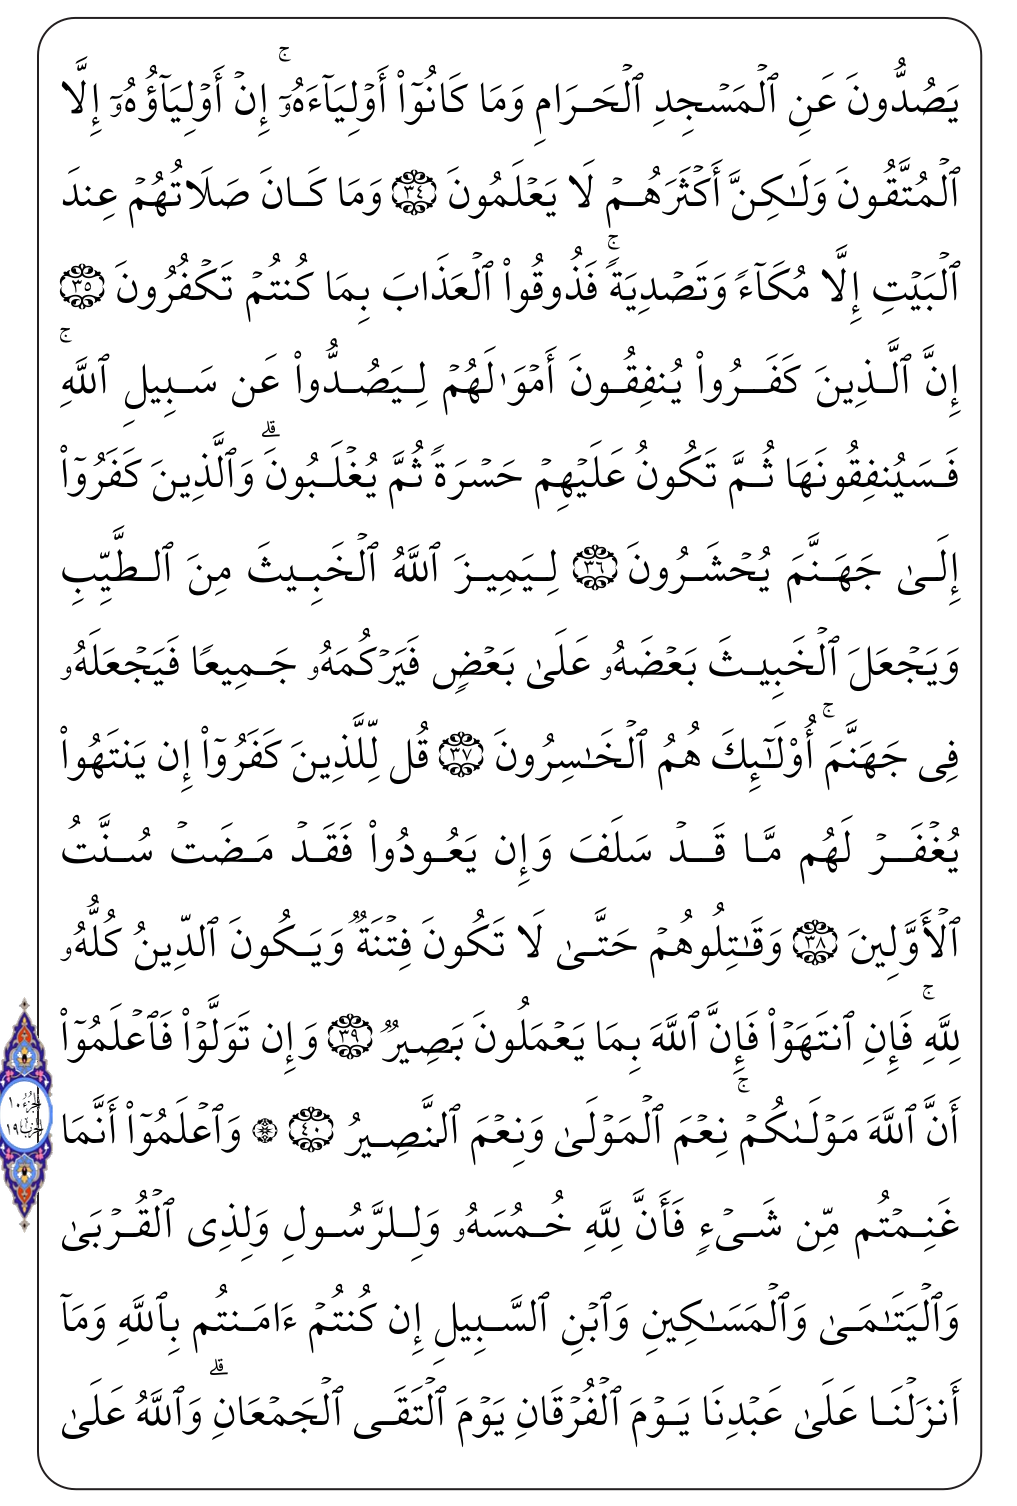 يَصُدُّونَ عَنِ ٱلْمَسْجِدِ ٱلْحَرَامِ وَمَا كَانُوٓا۟ أَوْلِيَآءَهُۥٓ ۚ إِنْ أَوْلِيَآؤُهُۥٓ إِلَّا
ٱلْمُتَّقُونَ وَلَـٰكِنَّ أَكْثَرَهُمْ لَا يَعْلَمُونَ ٣٤ وَمَا كَانَ صَلَاتُهُمْ عِندَ
ٱلْبَيْتِ إِلَّا مُكَآءً وَتَصْدِيَةً ۚ فَذُوقُوا۟ ٱلْعَذَابَ بِمَا كُنتُمْ تَكْفُرُونَ ٣٥
إِنَّ ٱلَّذِينَ كَفَرُوا۟ يُنفِقُونَ أَمْوَٰلَهُمْ لِيَصُدُّوا۟ عَن سَبِيلِ ٱللَّهِ ۚ
فَسَيُنفِقُونَهَا ثُمَّ تَكُونُ عَلَيْهِمْ حَسْرَةً ثُمَّ يُغْلَبُونَ ۗ وَٱلَّذِينَ كَفَرُوٓا۟
إِلَىٰ جَهَنَّمَ يُحْشَرُونَ ٣٦ لِيَمِيزَ ٱللَّهُ ٱلْخَبِيثَ مِنَ ٱلطَّيِّبِ
وَيَجْعَلَ ٱلْخَبِيثَ بَعْضَهُۥ عَلَىٰ بَعْضٍ فَيَرْكُمَهُۥ جَمِيعًا فَيَجْعَلَهُۥ
فِى جَهَنَّمَ ۚ أُو۟لَـٰٓئِكَ هُمُ ٱلْخَـٰسِرُونَ ٣٧ قُل لِّلَّذِينَ كَفَرُوٓا۟ إِن يَنتَهُوا۟
يُغْفَرْ لَهُم مَّا قَدْ سَلَفَ وَإِن يَعُودُوا۟ فَقَدْ مَضَتْ سُنَّتُ
ٱلْأَوَّلِينَ ٣٨ وَقَـٰتِلُوهُمْ حَتَّىٰ لَا تَكُونَ فِتْنَةٌ وَيَكُونَ ٱلدِّينُ كُلُّهُۥ
لِلَّهِ ۚ فَإِنِ ٱنتَهَوْا۟ فَإِنَّ ٱللَّهَ بِمَا يَعْمَلُونَ بَصِيرٌ ٣٩ وَإِن تَوَلَّوْا۟ فَٱعْلَمُوٓا۟
أَنَّ ٱللَّهَ مَوْلَىٰكُمْ ۚ نِعْمَ ٱلْمَوْلَىٰ وَنِعْمَ ٱلنَّصِيرُ ٤٠ ۞ وَٱعْلَمُوٓا۟ أَنَّمَا
غَنِمْتُم مِّن شَىْءٍ فَأَنَّ لِلَّهِ خُمُسَهُۥ وَلِلرَّسُولِ وَلِذِى ٱلْقُرْبَىٰ
وَٱلْيَتَـٰمَىٰ وَٱلْمَسَـٰكِينِ وَٱبْنِ ٱلسَّبِيلِ إِن كُنتُمْ ءَامَنتُم بِٱللَّهِ وَمَآ
أَنزَلْنَا عَلَىٰ عَبْدِنَا يَوْمَ ٱلْفُرْقَانِ يَوْمَ ٱلْتَقَى ٱلْجَمْعَانِ ۗ وَٱللَّهُ عَلَىٰ
الجزء ١٠
الحزب ١٩